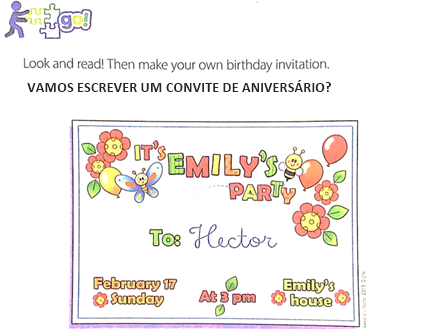 go!
Look and read! Then make your own birthday invitation.
VAMOS ESCREVER UM CONVITE DE ANIVERSÁRIO?
IT'S EMILY'S
PARTY
To: Hector
February 17
Sunday
At 3 pm
Emily's
house